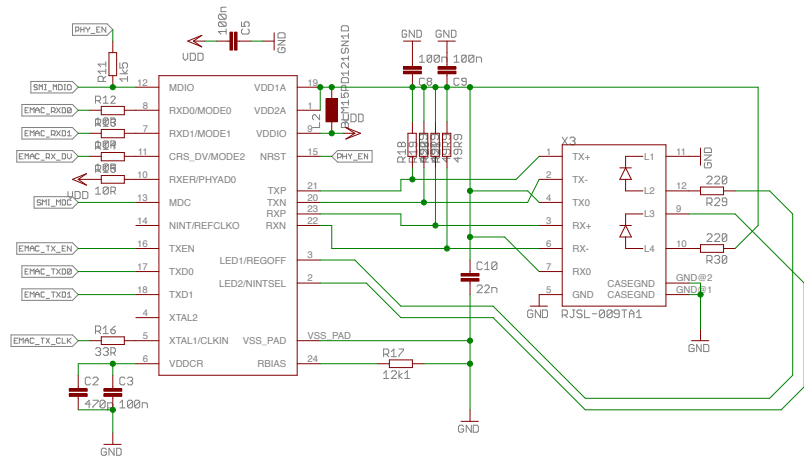 PHY_EN
R11
1k5
100n
C5
GND
VDD
GND
GND
100n
100n
C8
C9
SMI_MDIO
12
MDIO
VDD1A
19
EMAC_RXD0
R12
8
RXD0/MODE0
VDD2A
1
L2
BLM15PD121SN1D
VDD
EMAC_RXD1
7
RXD1/MODE1
VDDIO
9
R18
R19
49R9
X3
EMAC_RX_DV
11
CRS_DV/MODE2
NRST
15
PHY_EN
1
TX+
L1
11
GND
VDD
10R
10
RXER/PHYAD0
TXP
21
2
TX-
L2
12
220
R29
SMI_MDC
13
MDC
TXN
20
4
TX0
L3
9
RXP
23
3
RX+
14
NINT/REFCLKO
RXN
22
EMAC_TX_EN
16
TXEN
6
RX-
L4
10
220
R30
LED1/REGOFF
3
EMAC_TXD0
17
TXD0
C10
22n
7
RX0
LED2/NINTSEL
2
CASEGND
GND@2
EMAC_TXD1
18
TXD1
5
GND
CASEGND
GND@1
GND
RJSL-009TA1
4
XTAL2
EMAC_TX_CLK
R16
33R
5
XTAL1/CLKIN
VSS_PAD
VSS_PAD
GND
6
VDDCR
RBIAS
24
R17
12k1
C2
470p
C3
100n
GND
GND